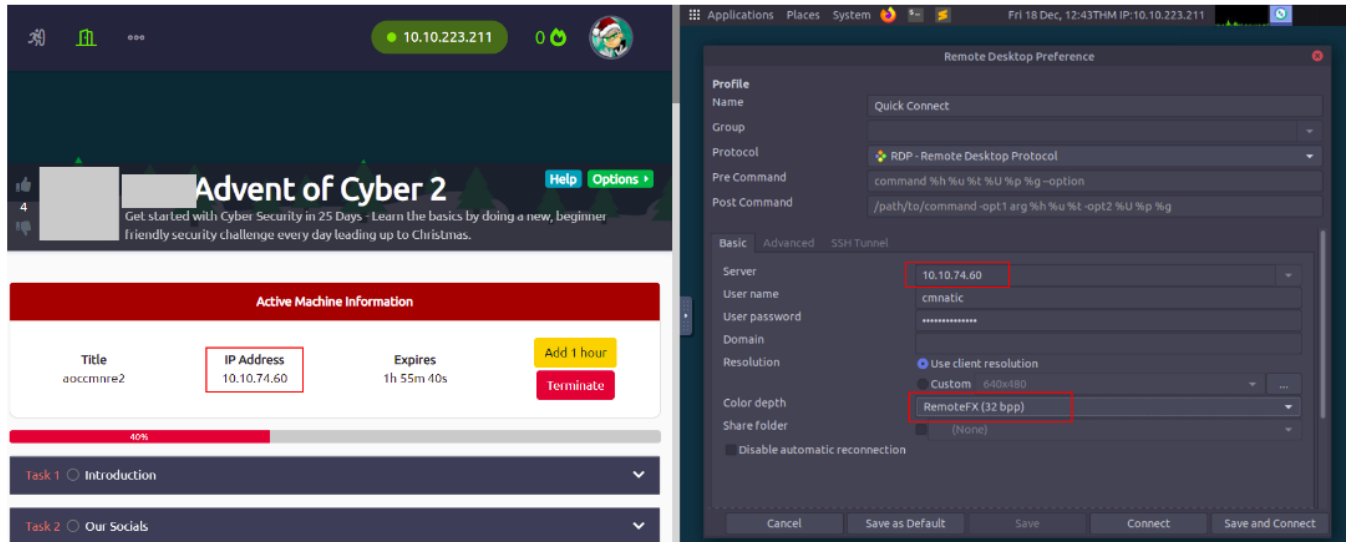 10.10.223.211
0
4
Advent of Cyber 2
Help
Options
Get started with Cyber Security in 25 Days - Learn the basics by doing a new, beginner
friendly security challenge every day leading up to Christmas.
Active Machine Information
Title
IP Address
Expires
aoccmnre2
10.10.74.60
1h 55m 40s
Add 1 hour
Terminate
40%
Task 1 Introduction
Task 2 Our Socials
Applications Places System
Fri 18 Dec, 12:43THM IP:10.10.223.211
Remote Desktop Preference
Profile
Name Quick Connect
Group
Protocol RDP - Remote Desktop Protocol
Pre Command command %h %u %t %U %p %g --option
Post Command /path/to/command -opt1 arg %h %u %t -opt2 %U %p %g
Basic Advanced SSH Tunnel
Server 10.10.74.60
User name cmnatic
User password ••••••••••••••
Domain
Resolution Use client resolution
Custom 640x480 ...
Color depth RemoteFX (32 bpp)
Share folder (None)
Disable automatic reconnection
Cancel Save as Default Save Connect Save and Connect